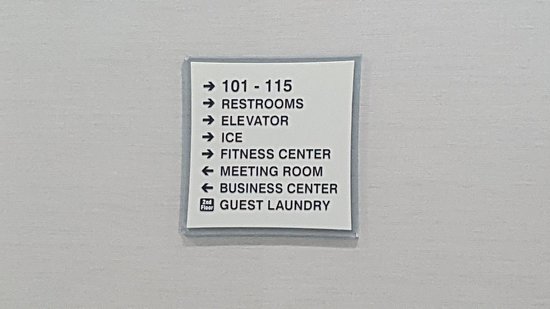 → 101 - 115
→ RESTROOMS
→ ELEVATOR
→ ICE
→ FITNESS CENTER
← MEETING ROOM
← BUSINESS CENTER
2nd Floor GUEST LAUNDRY